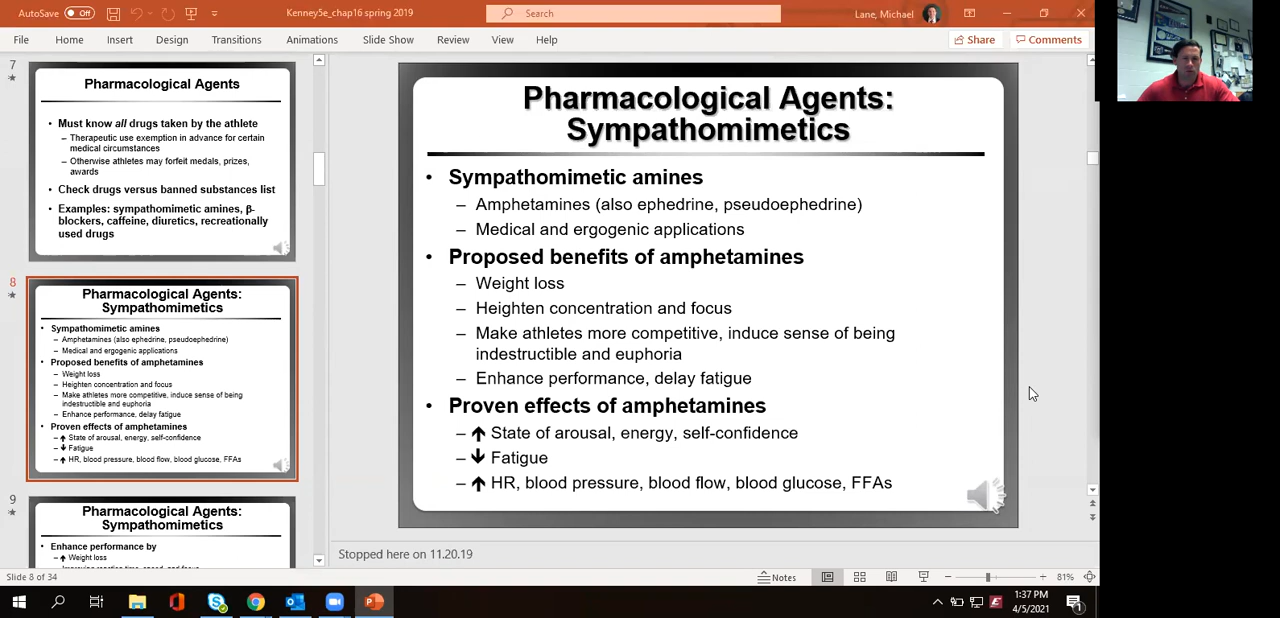 AutoSave Off
Kenney5e_chap16 spring 2019
Search
Lane, Michael
File Home Insert Design Transitions Animations Slide Show Review View Help
Share Comments
7
Pharmacological Agents
• Must know all drugs taken by the athlete
– Therapeutic use exemption in advance for certain
medical circumstances
– Otherwise athletes may forfeit medals, prizes,
awards
• Check drugs versus banned substances list
• Examples: sympathomimetic amines, β-
blockers, caffeine, diuretics, recreationally
used drugs
8
Pharmacological Agents:
Sympathomimetics
• Sympathomimetic amines
– Amphetamines (also ephedrine, pseudoephedrine)
– Medical and ergogenic applications
• Proposed benefits of amphetamines
– Weight loss
– Heighten concentration and focus
– Make athletes more competitive, induce sense of being
indestructible and euphoria
– Enhance performance, delay fatigue
• Proven effects of amphetamines
– ↑ State of arousal, energy, self-confidence
– ↓ Fatigue
– ↑ HR, blood pressure, blood flow, blood glucose, FFAs
9
Pharmacological Agents:
Sympathomimetics
• Enhance performance by
– ↑ Weight loss
Pharmacological Agents:
Sympathomimetics
• Sympathomimetic amines
– Amphetamines (also ephedrine, pseudoephedrine)
– Medical and ergogenic applications
• Proposed benefits of amphetamines
– Weight loss
– Heighten concentration and focus
– Make athletes more competitive, induce sense of being
indestructible and euphoria
– Enhance performance, delay fatigue
• Proven effects of amphetamines
– ↑ State of arousal, energy, self-confidence
– ↓ Fatigue
– ↑ HR, blood pressure, blood flow, blood glucose, FFAs
Stopped here on 11.20.19
Slide 8 of 34
Notes
81%
1:37 PM
4/5/2021
1